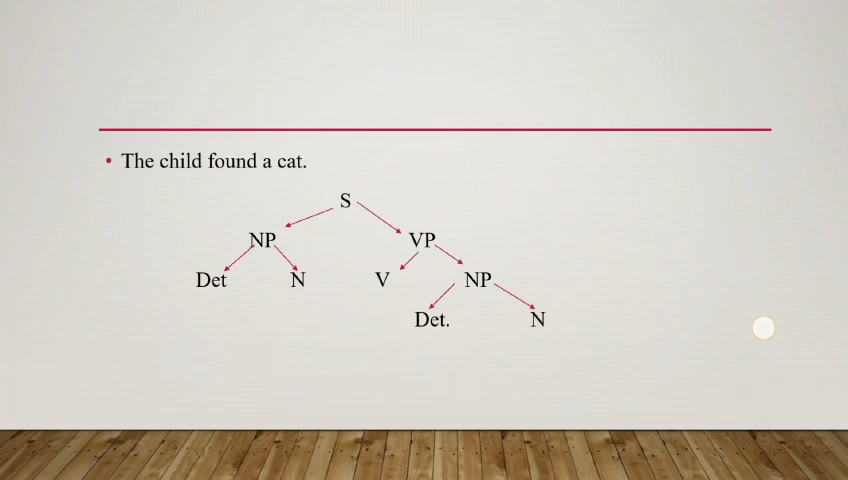 • The child found a cat.
S
NP VP
Det N V NP
Det. N